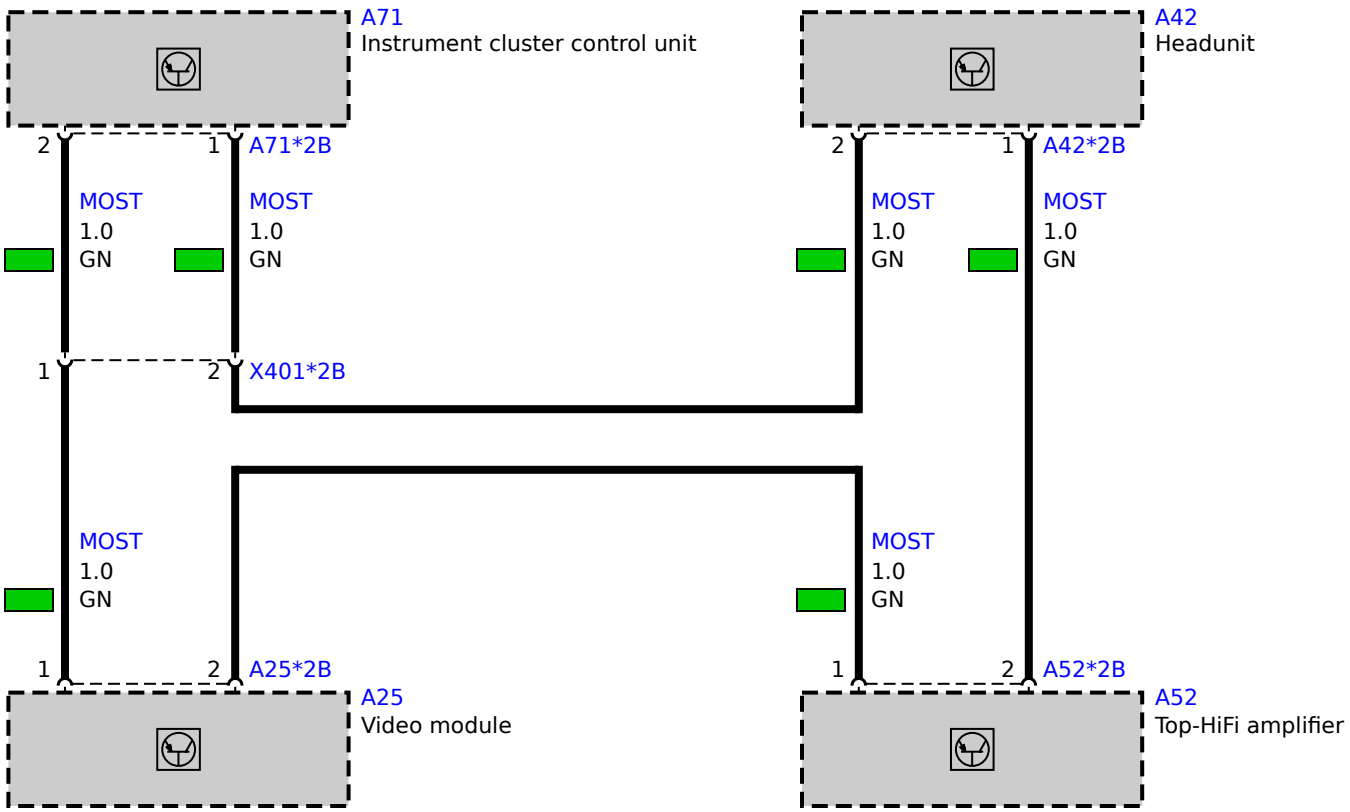 A71
Instrument cluster control unit
A42
Headunit
2 1 A71*2B
2 1 A42*2B
MOST
1.0
GN
MOST
1.0
GN
MOST
1.0
GN
MOST
1.0
GN
1 2 X401*2B
MOST
1.0
GN
MOST
1.0
GN
1 2 A25*2B
1 2 A52*2B
A25
Video module
A52
Top-HiFi amplifier